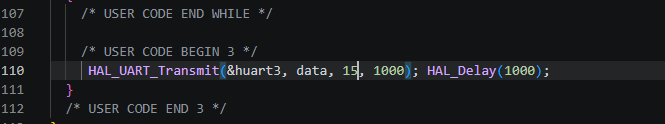 107 /* USER CODE END WHILE */
108
109 /* USER CODE BEGIN 3 */
110 HAL_UART_Transmit(&huart3, data, 15, 1000); HAL_Delay(1000);
111 }
112 /* USER CODE END 3 */